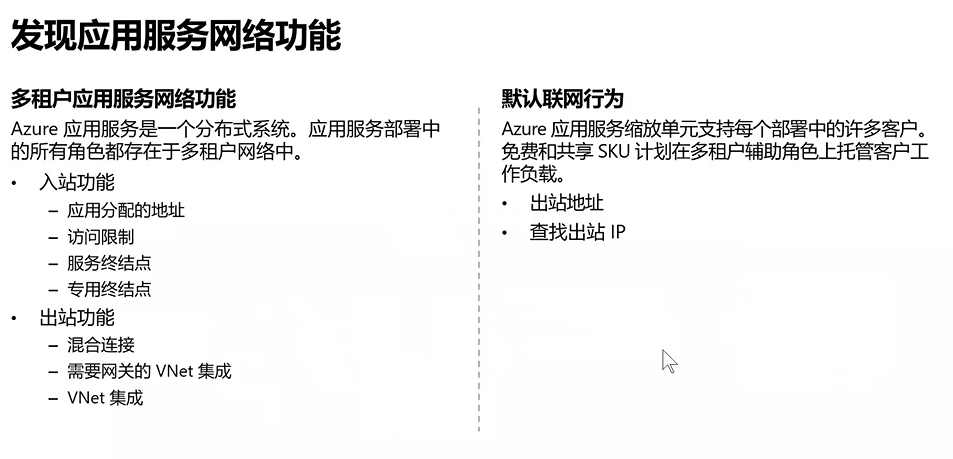 发现应用服务网络功能
多租户应用服务网络功能
Azure 应用服务是一个分布式系统。应用服务部署中
的所有角色都存在于多租户网络中。
• 入站功能
– 应用分配的地址
– 访问限制
– 服务终结点
– 专用终结点
• 出站功能
– 混合连接
– 需要网关的 VNet 集成
– VNet 集成
默认联网行为
Azure 应用服务缩放单元支持每个部署中的许多客户。
免费和共享 SKU 计划在多租户辅助角色上托管客户工
作负载。
• 出站地址
• 查找出站 IP